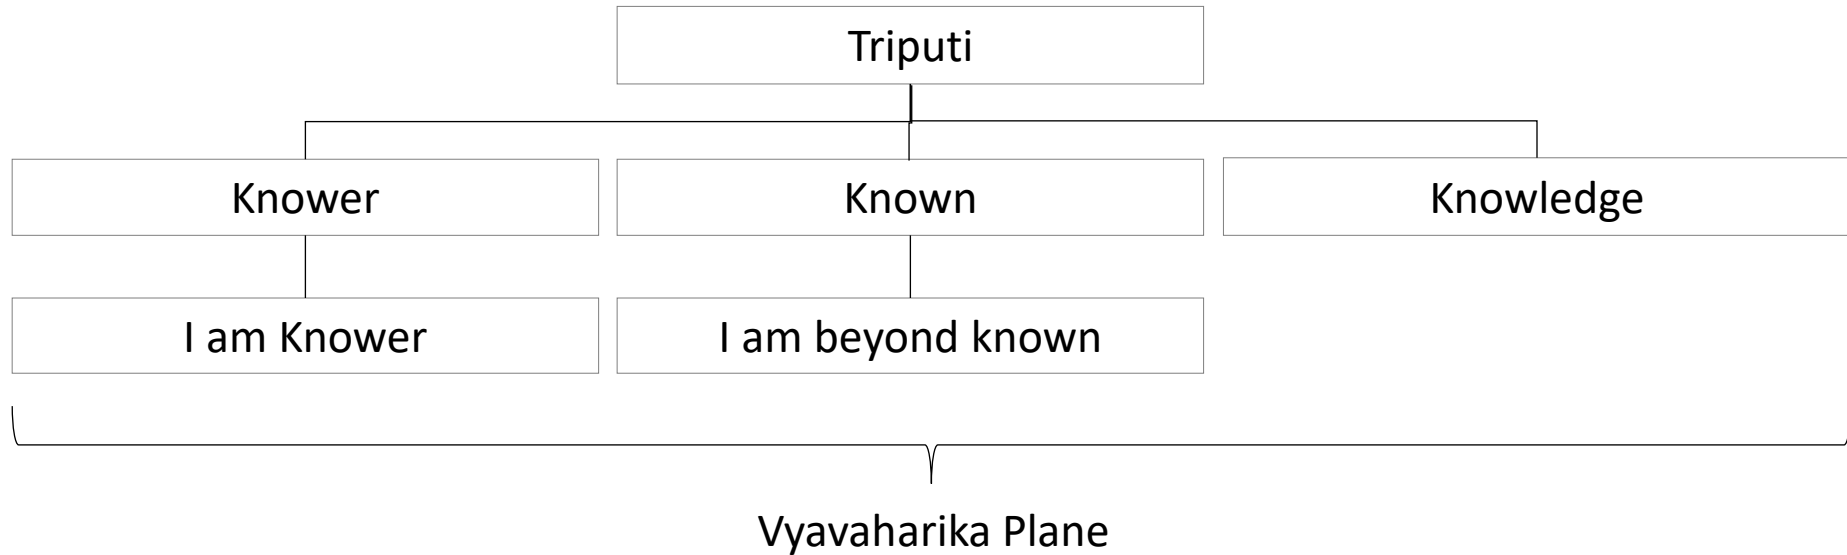 Triputi
Knower
Known
Knowledge
I am Knower
I am beyond known
Vyavaharika Plane